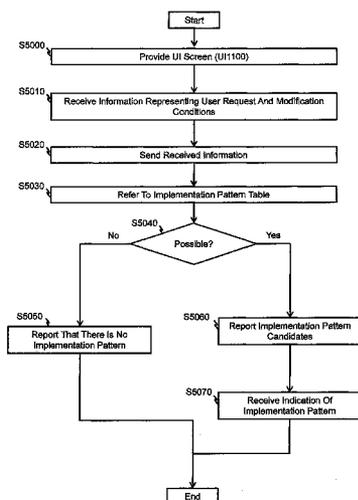 Start
S5000
Provide UI Screen (UI1100)
S5010
Receive Information Representing User Request And Modification
Conditions
S5020
Send Received Information
S5030
Refer To Implementation Pattern Table
S5040
Possible?
No
Yes
S5050
Report That There Is No
Implementation Pattern
S5060
Report Implementation Pattern
Candidates
S5070
Receive Indication Of
Implementation Pattern
End